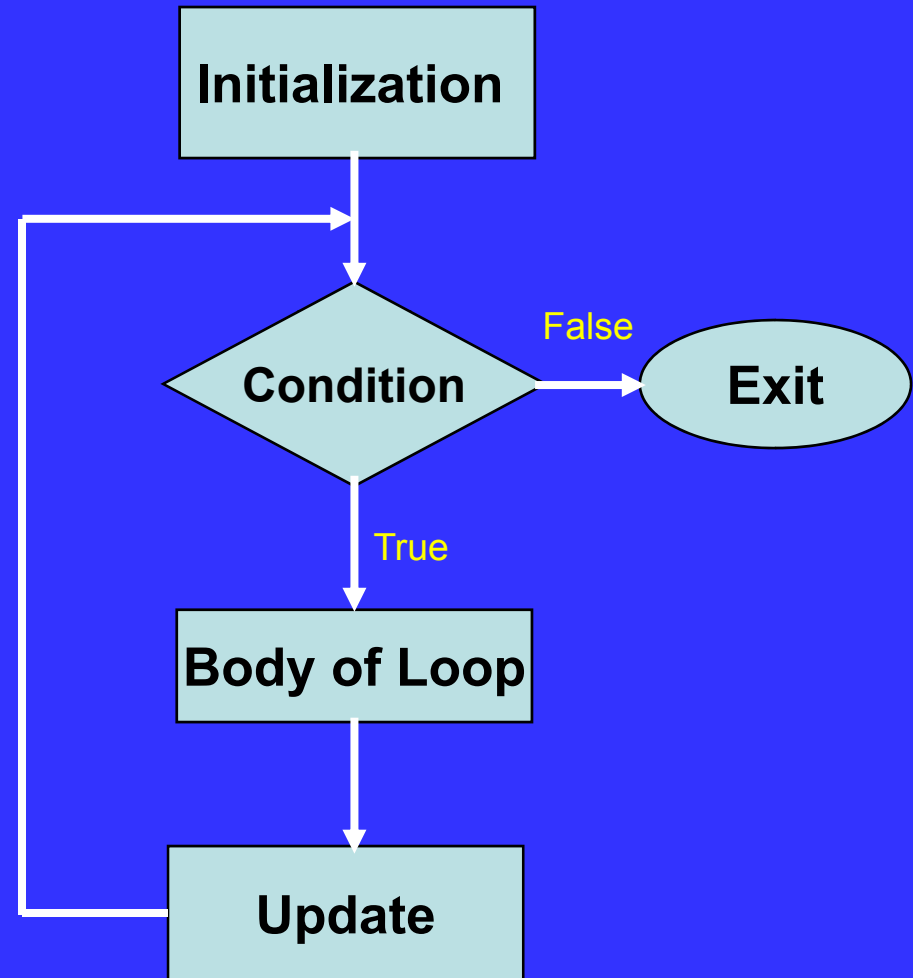 Initialization
False
Condition
Exit
True
Body of Loop
Update